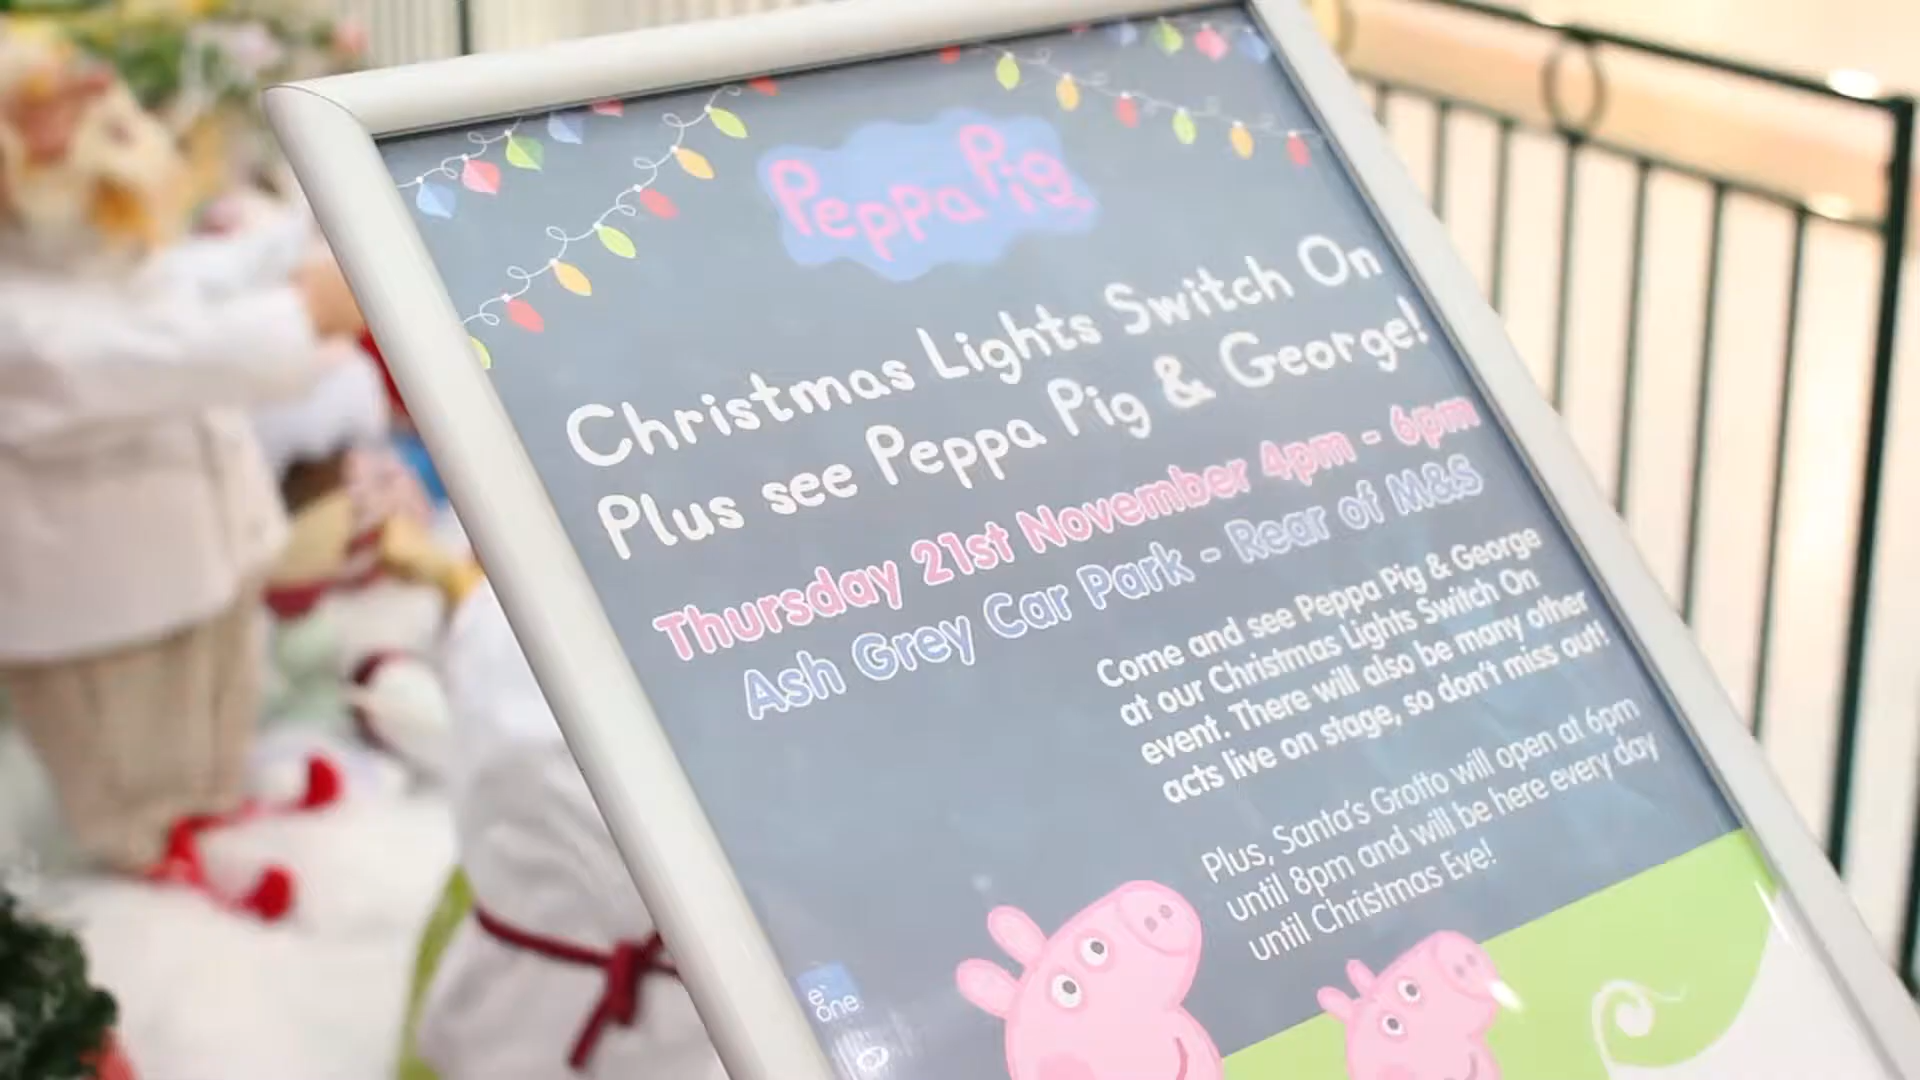 Peppa Pig
Christmas Lights Switch On
Plus see Peppa Pig & George!
Thursday 21st November 4pm - 6pm
Ash Grey Car Park - Rear of M&S
Come and see Peppa Pig & George
at our Christmas Lights Switch On
event. There will also be many other
acts live on stage, so don't miss out!
Plus, Santa's Grotto will open at 6pm
until 8pm and will be here every day
until Christmas Eve!
e
one